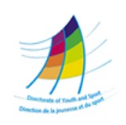 Directorate of Youth and Sport
Direction de la jeunesse et du sport